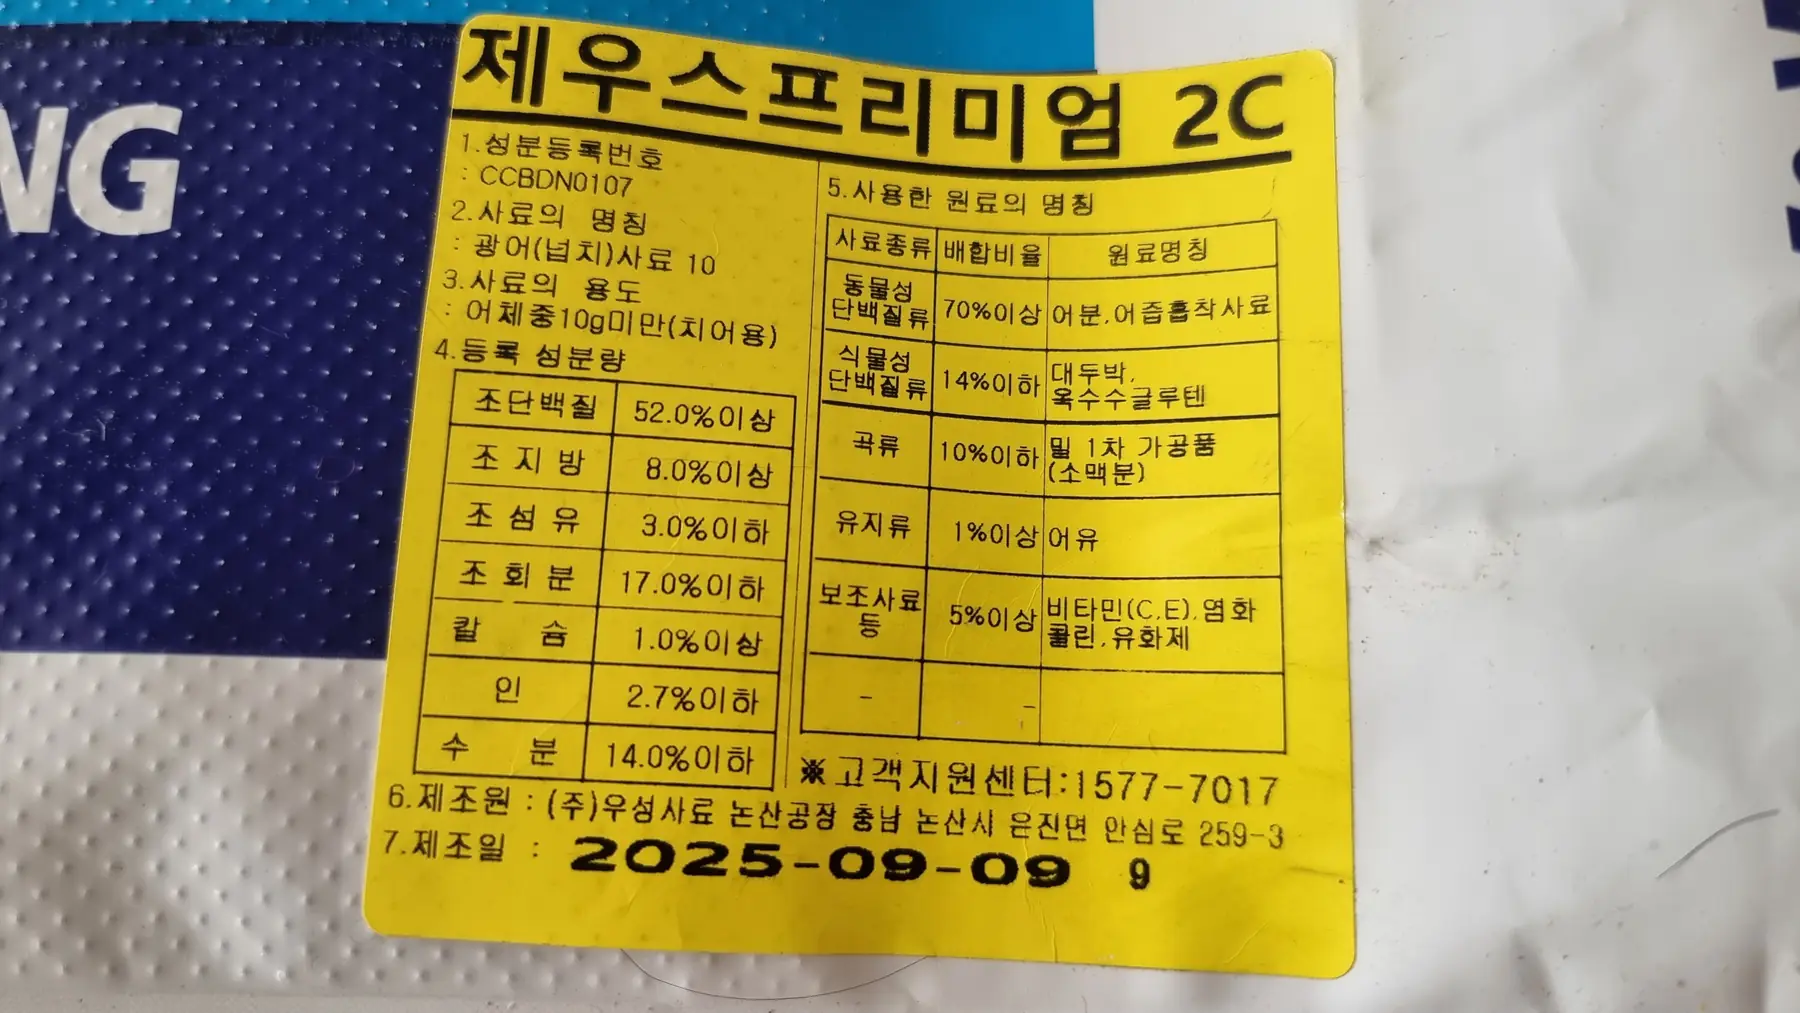 NG
제우스프리미엄 2C
1.성분등록번호
: CCBDN0107
2.사료의 명칭
: 광어(넙치)사료 10
3.사료의 용도
: 어체중10g미만(치어용)
4.등록 성분량
조단백질 52.0%이상
조 지 방 8.0%이상
조 섬 유 3.0%이하
조 회 분 17.0%이하
칼 슘 1.0%이상
인 2.7%이하
수 분 14.0%이하
5.사용한 원료의 명칭
사료종류 배합비율 원료명칭
동물성
단백질류 70%이상 어분,어즙흡착사료
식물성
단백질류 14%이하 대두박,
옥수수글루텐
곡류 10%이하 밀 1차 가공품
(소맥분)
유지류 1%이상 어유
보조사료
등 5%이상 비타민(C,E),염화
콜린,유화제
- -
※고객지원센터:1577-7017
6.제조원 : (주)우성사료 논산공장 충남 논산시 은진면 안심로 259-3
7.제조일 : 2025-09-09 9